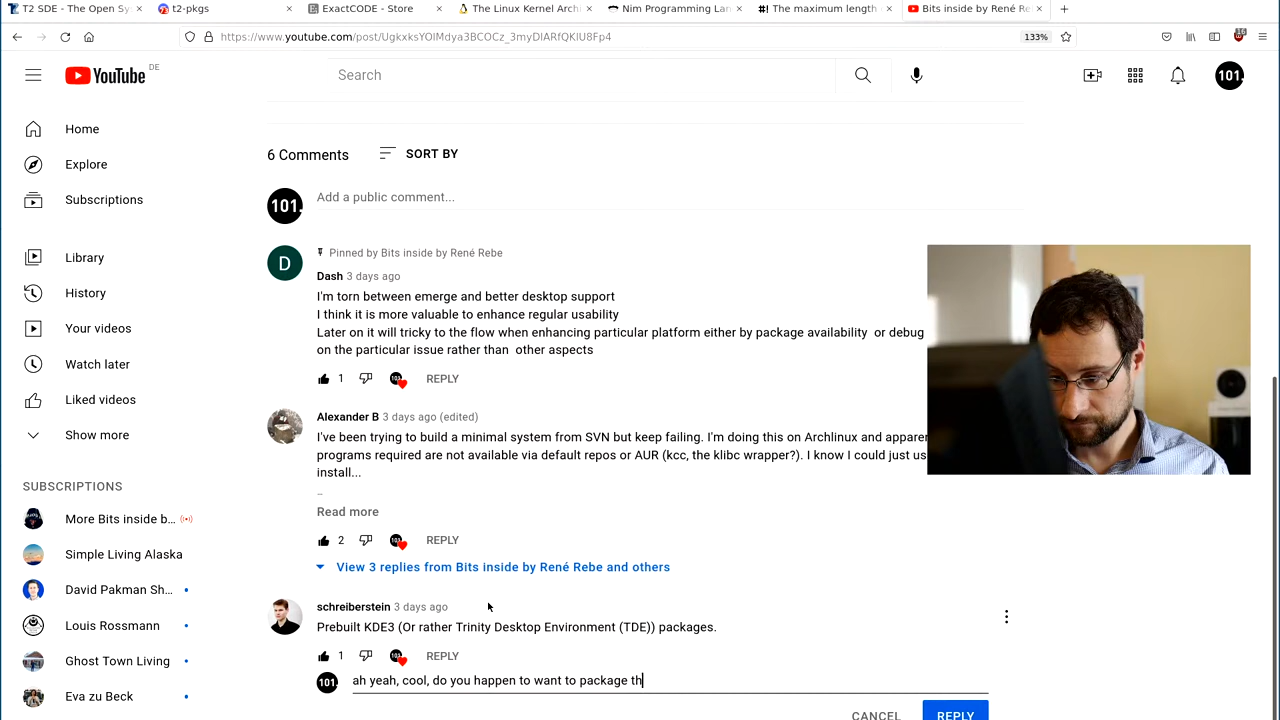 T2 SDE - The Open Sy
t2-pkgs
ExactCODE - Store
The Linux Kernel Archi
Nim Programming Lan
The maximum length
Bits inside by René Re
https://www.youtube.com/post/UgkxksYOIMdya3BCOCz_3myDIARfQKIU8Fp4
133%
YouTube DE
Search
101.
Home
Explore
Subscriptions
Library
History
Your videos
Watch later
Liked videos
Show more
SUBSCRIPTIONS
More Bits inside b...
Simple Living Alaska
David Pakman Sh...
Louis Rossmann
Ghost Town Living
Eva zu Beck
6 Comments SORT BY
101.
Add a public comment...
D
Pinned by Bits inside by René Rebe
Dash 3 days ago
I'm torn between emerge and better desktop support
I think it is more valuable to enhance regular usability
Later on it will tricky to the flow when enhancing particular platform either by package availability or debug
on the particular issue rather than other aspects
1 REPLY
Alexander B 3 days ago (edited)
I've been trying to build a minimal system from SVN but keep failing. I'm doing this on Archlinux and apparen
programs required are not available via default repos or AUR (kcc, the klibc wrapper?). I know I could just us
install...
_
Read more
2 REPLY
View 3 replies from Bits inside by René Rebe and others
schreiberstein 3 days ago
Prebuilt KDE3 (Or rather Trinity Desktop Environment (TDE)) packages.
1 REPLY
101.
ah yeah, cool, do you happen to want to package th
CANCEL REPLY